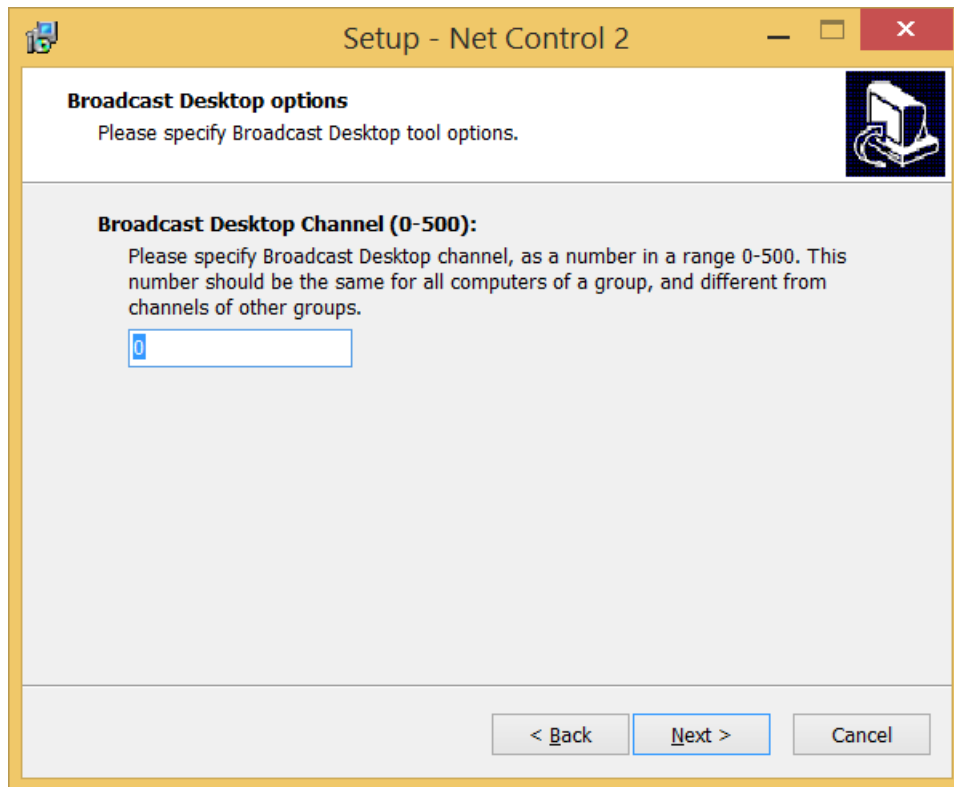 Setup - Net Control 2
Broadcast Desktop options
Please specify Broadcast Desktop tool options.
Broadcast Desktop Channel (0-500):
Please specify Broadcast Desktop channel, as a number in a range 0-500. This
number should be the same for all computers of a group, and different from
channels of other groups.
0
< Back
Next >
Cancel